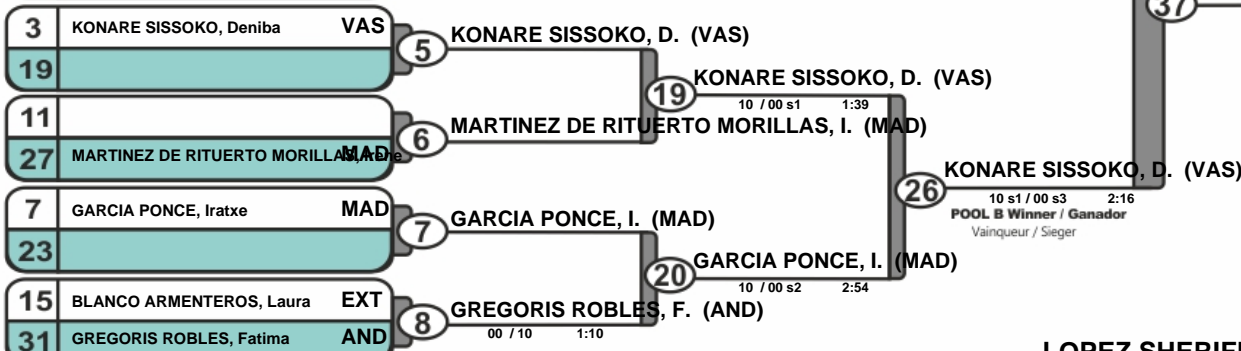 37
3 KONARE SISSOKO, Deniba VAS
19
5 KONARE SISSOKO, D. (VAS)
19 KONARE SISSOKO, D. (VAS)
10 / 00 s1 1:39
11
27 MARTINEZ DE RITUERTO MORILLAS, Irene MAD
6 MARTINEZ DE RITUERTO MORILLAS, I. (MAD)
26 KONARE SISSOKO, D. (VAS)
10 s1 / 00 s3 2:16
POOL B Winner / Ganador
Vainqueur / Sieger
7 GARCIA PONCE, Iratxe MAD
23
7 GARCIA PONCE, I. (MAD)
20 GARCIA PONCE, I. (MAD)
10 / 00 s2 2:54
15 BLANCO ARMENTEROS, Laura EXT
31 GREGORIS ROBLES, Fatima AND
8 GREGORIS ROBLES, F. (AND)
00 / 10 1:10